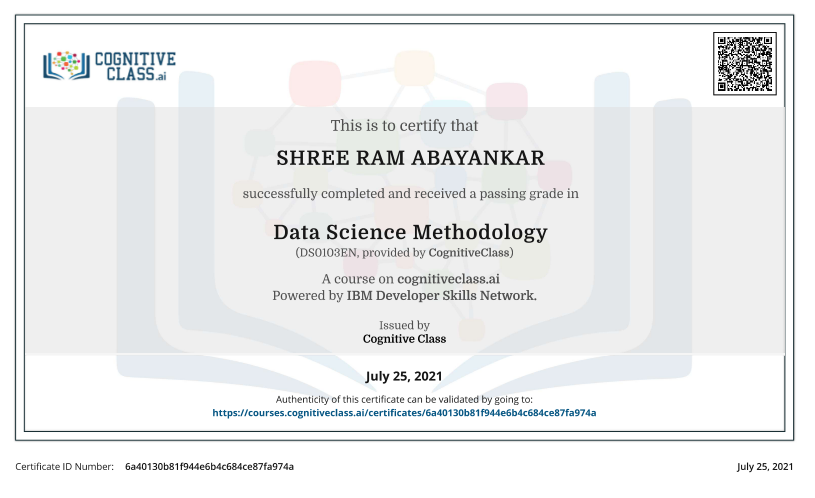 COGNITIVE
CLASS.ai
This is to certify that
SHREE RAM ABAYANKAR
successfully completed and received a passing grade in
Data Science Methodology
(DS0103EN, provided by CognitiveClass)
A course on cognitiveclass.ai
Powered by IBM Developer Skills Network.
Issued by
Cognitive Class
July 25, 2021
Authenticity of this certificate can be validated by going to:
https://courses.cognitiveclass.ai/certificates/6a40130b81f944e6b4c684ce87fa974a
Certificate ID Number: 6a40130b81f944e6b4c684ce87fa974a
July 25, 2021